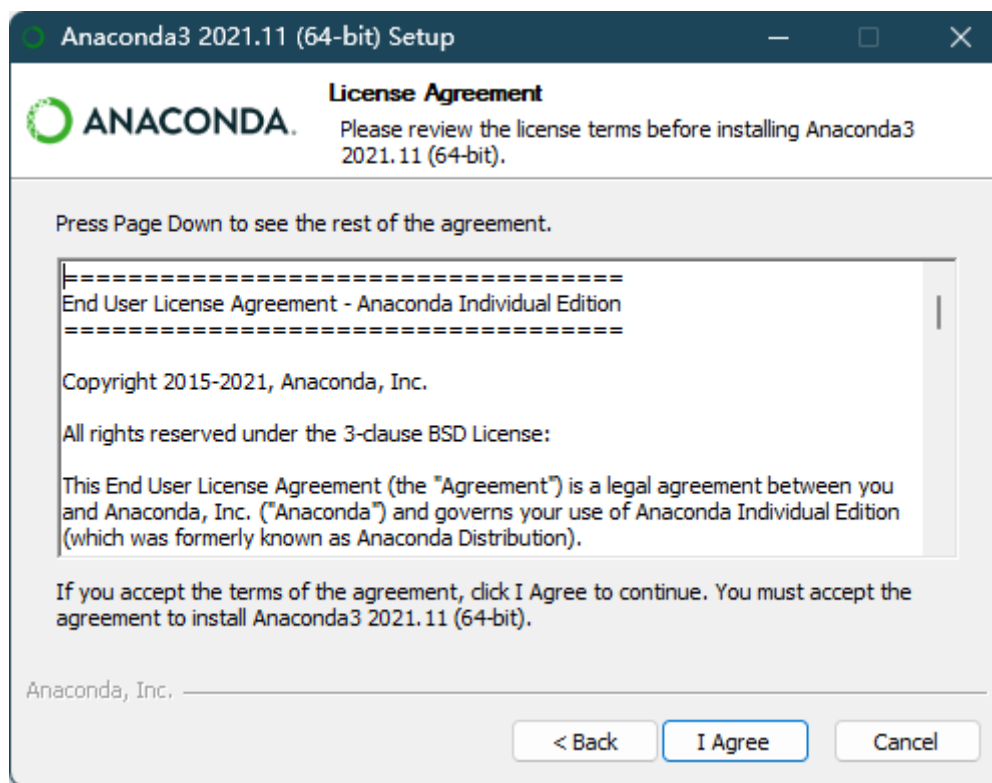 Anaconda3 2021.11 (64-bit) Setup
ANACONDA.
License Agreement
Please review the license terms before installing Anaconda3
2021.11 (64-bit).
Press Page Down to see the rest of the agreement.
===================================
End User License Agreement - Anaconda Individual Edition
===================================
Copyright 2015-2021, Anaconda, Inc.
All rights reserved under the 3-clause BSD License:
This End User License Agreement (the "Agreement") is a legal agreement between you
and Anaconda, Inc. ("Anaconda") and governs your use of Anaconda Individual Edition
(which was formerly known as Anaconda Distribution).
If you accept the terms of the agreement, click I Agree to continue. You must accept the
agreement to install Anaconda3 2021.11 (64-bit).
Anaconda, Inc.
< Back
I Agree
Cancel